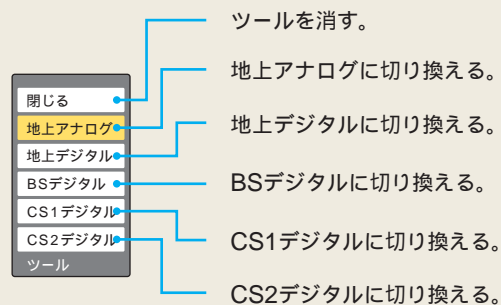 閉じる
地上アナログ
地上デジタル
BSデジタル
CS1デジタル
CS2デジタル
ツール
ツールを消す。
地上アナログに切り換える。
地上デジタルに切り換える。
BSデジタルに切り換える。
CS1デジタルに切り換える。
CS2デジタルに切り換える。